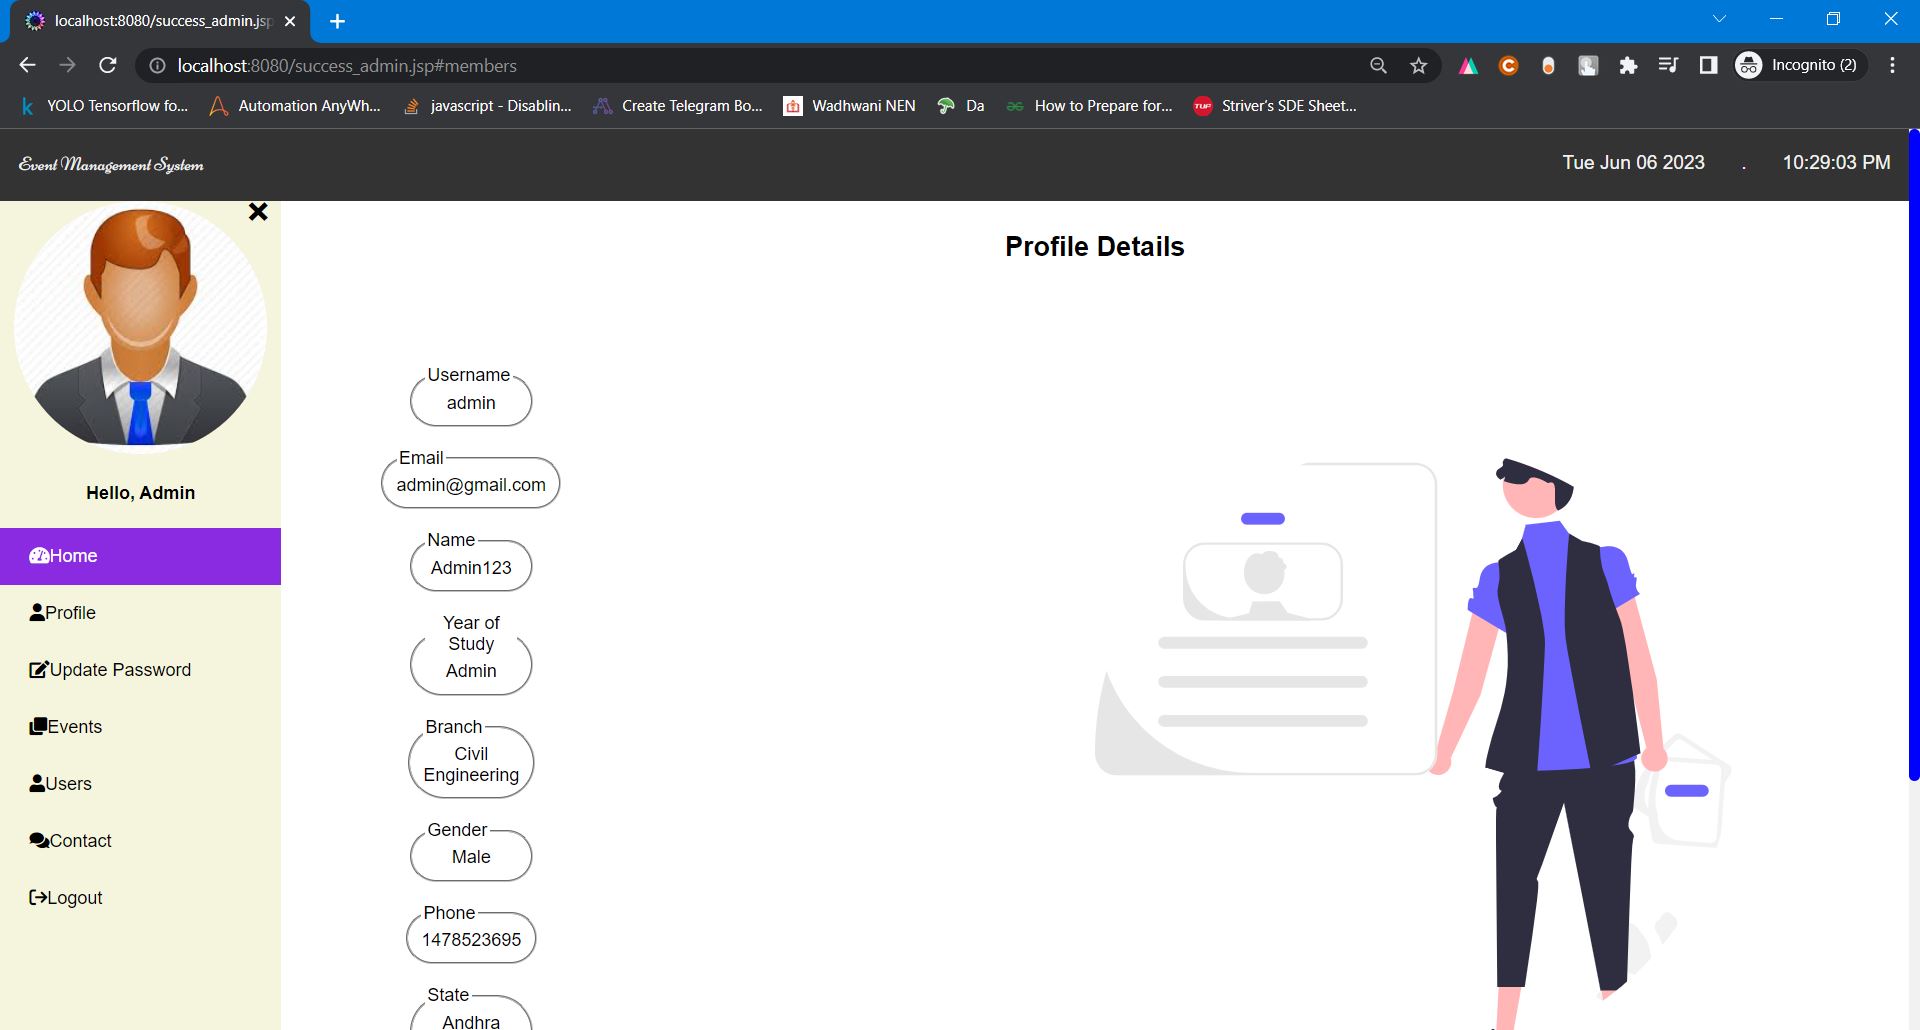 localhost:8080/success_admin.jsp
localhost:8080/success_admin.jsp#members
Incognito (2)
YOLO Tensorflow fo...
Automation AnyWh...
javascript - Disablin...
Create Telegram Bo...
Wadhwani NEN
Da
How to Prepare for...
TUF
Striver's SDE Sheet...
Event Management System
Tue Jun 06 2023 . 10:29:03 PM
Hello, Admin
Home
Profile
Update Password
Events
Users
Contact
Logout
Profile Details
Username
admin
Email
admin@gmail.com
Name
Admin123
Year of
Study
Admin
Branch
Civil
Engineering
Gender
Male
Phone
1478523695
State
Andhra